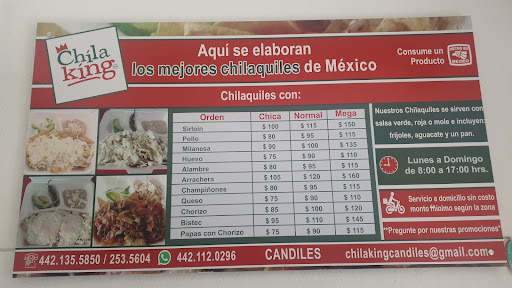 Chila king®
Aquí se elaboran
los mejores chilaquiles de México
Consume un
Producto
HECHO EN
MÉXICO
Chilaquiles con:
Orden Chica Normal Mega
Sirloin $ 100 $ 115 $ 150
Pollo $ 80 $ 95 $ 115
Milanesa $ 90 $ 100 $ 135
Huevo $ 75 $ 90 $ 110
Alambre $ 80 $ 95 $ 115
Arrachera $ 105 $ 120 $ 160
Champiñones $ 80 $ 95 $ 115
Queso $ 75 $ 90 $ 110
Chorizo $ 85 $ 100 $ 120
Bistec $ 95 $ 110 $ 145
Papas con Chorizo $ 75 $ 90 $ 115
Nuestros Chilaquiles se sirven con
salsa verde, roja o mole e incluyen:
frijoles, aguacate y un pan.
Lunes a Domingo
de 8:00 a 17:00 hrs.
Servicio a domicilio sin costo
monto mínimo según la zona
**Pregunte por nuestras promociones**
442.135.5850 / 253.5604 442.112.0296 CANDILES chilakingcandiles@gmail.com